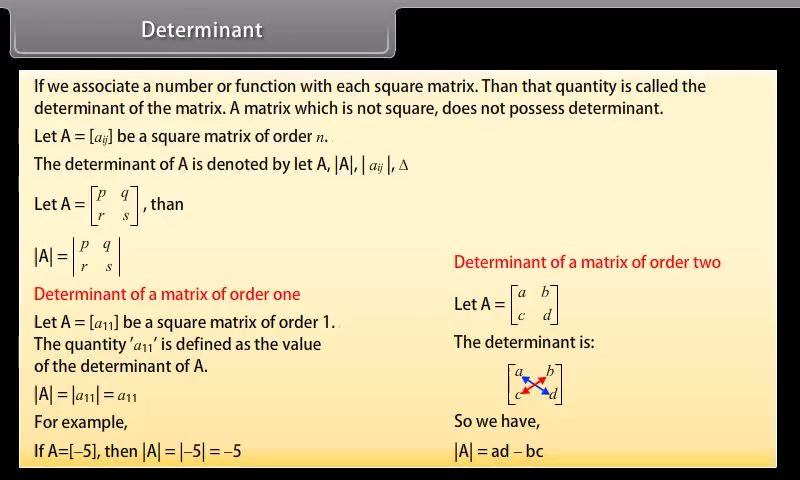 Determinant
If we associate a number or function with each square matrix. Than that quantity is called the
determinant of the matrix. A matrix which is not square, does not possess determinant.
Let A = [aij] be a square matrix of order n.
The determinant of A is denoted by let A, |A|, | aij |, Δ
Let A = [p q
r s] , than
|A| = |p q
r s|
Determinant of a matrix of order one
Let A = [a11] be a square matrix of order 1.
The quantity 'a11' is defined as the value
of the determinant of A.
|A| = |a11| = a11
For example,
If A=[–5], then |A| = |–5| = –5
Determinant of a matrix of order two
Let A = [a b
c d]
The determinant is:
[a b
c d]
So we have,
|A| = ad – bc